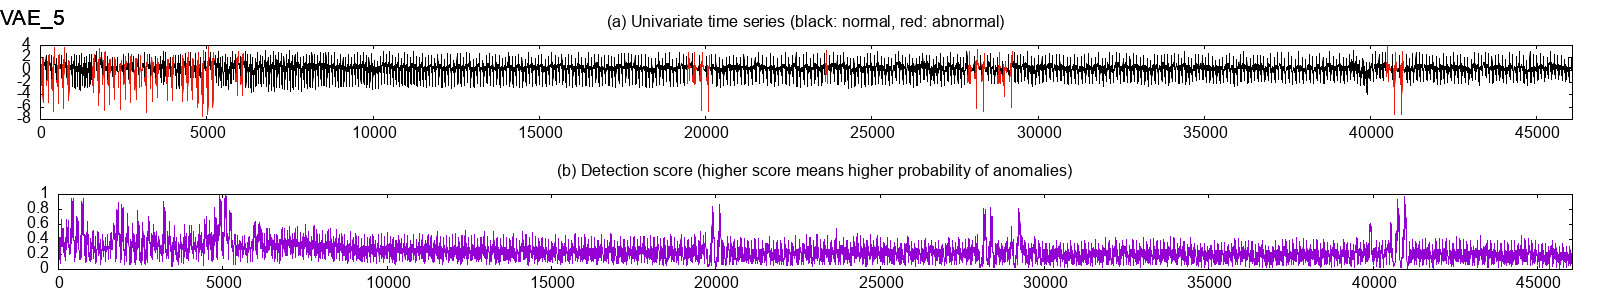 VAE_5
(a) Univariate time series (black: normal, red: abnormal)
4
2
0
-2
-4
-6
-8
0 5000 10000 15000 20000 25000 30000 35000 40000 45000
(b) Detection score (higher score means higher probability of anomalies)
1
0.8
0.6
0.4
0.2
0
0 5000 10000 15000 20000 25000 30000 35000 40000 45000